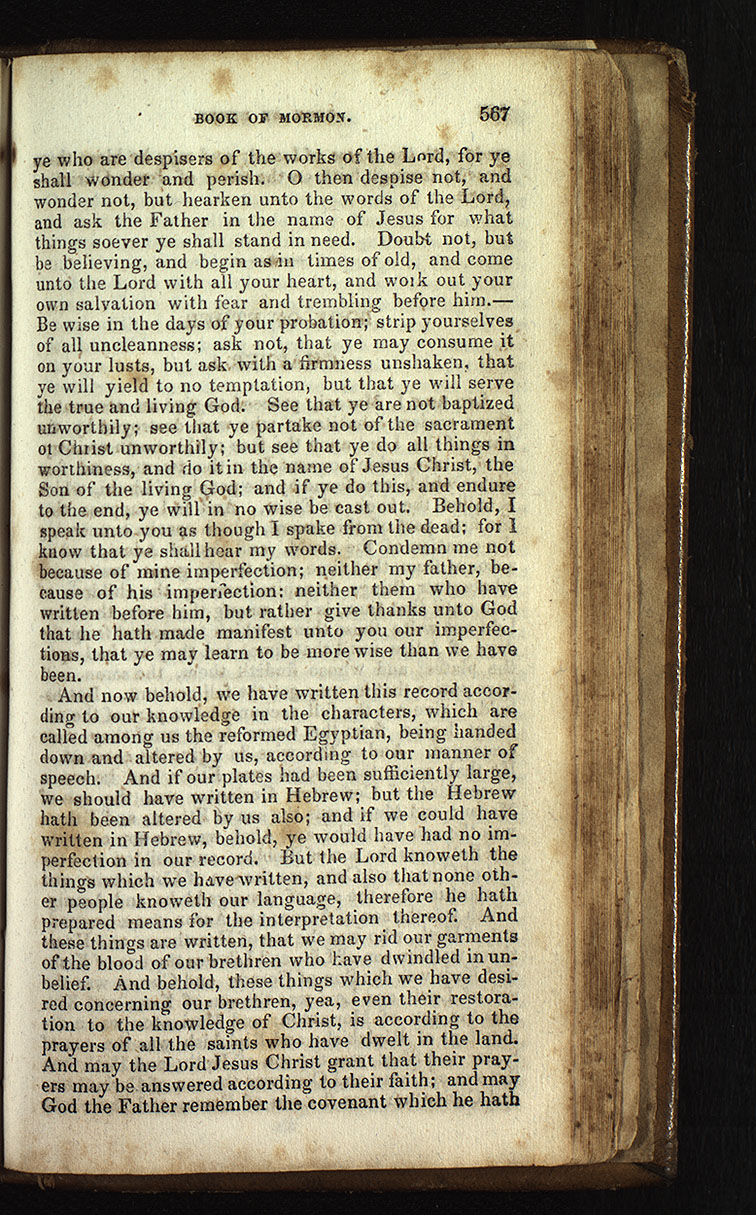 BOOK OF MORMON. 567
ye who are despisers of the works of the Lord, for ye
shall wonder and perish. O then despise not, and
wonder not, but hearken unto the words of the Lord,
and ask the Father in the name of Jesus for what
things soever ye shall stand in need. Doubt not, but
be believing, and begin as in times of old, and come
unto the Lord with all your heart, and work out your
own salvation with fear and trembling before him.—
Be wise in the days of your probation; strip yourselves
of all uncleanness; ask not, that ye may consume it
on your lusts, but ask with a firmness unshaken, that
ye will yield to no temptation, but that ye will serve
the true and living God. See that ye are not baptized
unworthily; see that ye partake not of the sacrament
of Christ unworthily; but see that ye do all things in
worthiness, and do it in the name of Jesus Christ, the
Son of the living God; and if ye do this, and endure
to the end, ye will in no wise be cast out. Behold, I
speak unto you as though I spake from the dead; for I
know that ye shall hear my words. Condemn me not
because of mine imperfection; neither my father, be-
cause of his imperfection: neither them who have
written before him, but rather give thanks unto God
that he hath made manifest unto you our imperfec-
tions, that ye may learn to be more wise than we have
been.
And now behold, we have written this record accor-
ding to our knowledge in the characters, which are
called among us the reformed Egyptian, being handed
down and altered by us, according to our manner of
speech. And if our plates had been sufficiently large,
we should have written in Hebrew; but the Hebrew
hath been altered by us also; and if we could have
written in Hebrew, behold, ye would have had no im-
perfection in our record. But the Lord knoweth the
things which we have written, and also that none oth-
er people knoweth our language, therefore he hath
prepared means for the interpretation thereof. And
these things are written, that we may rid our garments
of the blood of our brethren who have dwindled in un-
belief. And behold, these things which we have desi-
red concerning our brethren, yea, even their restora-
tion to the knowledge of Christ, is according to the
prayers of all the saints who have dwelt in the land.
And may the Lord Jesus Christ grant that their pray-
ers may be answered according to their faith; and may
God the Father remember the covenant which he hath